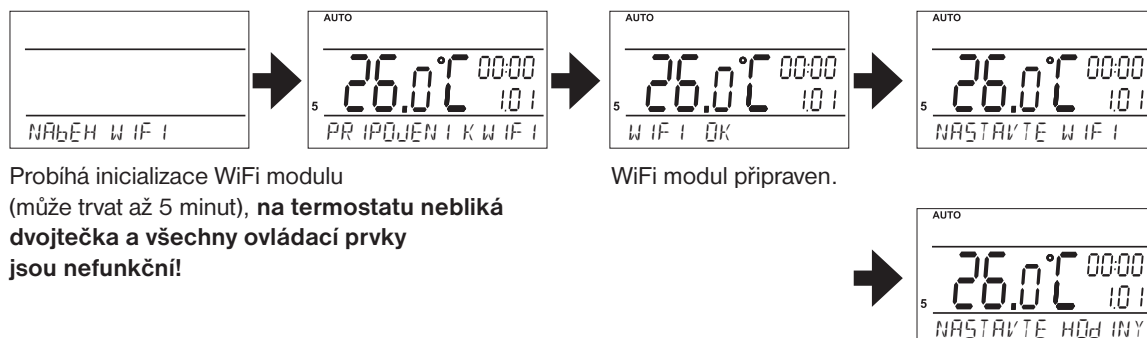 NÁbEH WIFI
AUTO
26.0°C 00:00
5 1.01
PRIPOJENI K WIFI
AUTO
26.0°C 00:00
5 1.01
WIFI OK
AUTO
26.0°C 00:00
5 1.01
NASTAVTE WIFI
Probíhá inicializace WiFi modulu
(může trvat až 5 minut), na termostatu nebliká
dvojtečka a všechny ovládací prvky
jsou nefunkční!
WiFi modul připraven.
AUTO
26.0°C 00:00
5 1.01
NASTAVTE HOdINY